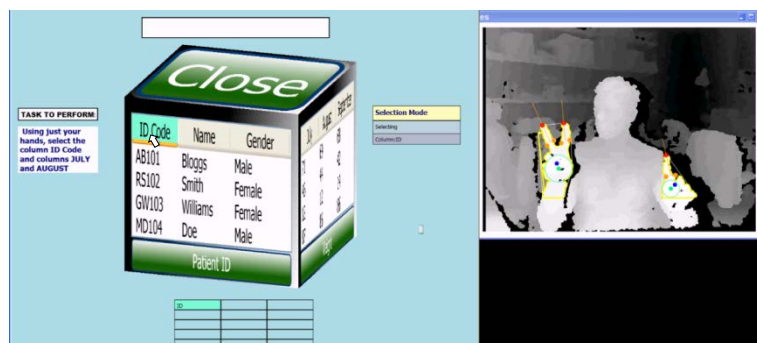 es
Close
TASK TO PERFORM:
Using just your
hands, select the
column ID Code
and columns JULY
and AUGUST
ID Code Name Gender
AB101 Bloggs Male
RS102 Smith Female
GW103 Williams Female
MD104 Doe Male
Patient ID
July August September
Selection Mode
Selecting
Column:ID
ID